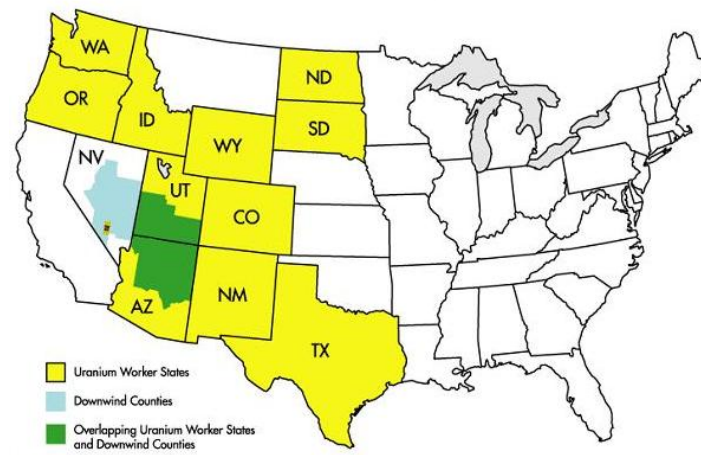 WA
ND
OR
ID
SD
WY
NV
UT
CO
AZ
NM
TX
Uranium Worker States
Downwind Counties
Overlapping Uranium Worker States
and Downwind Counties